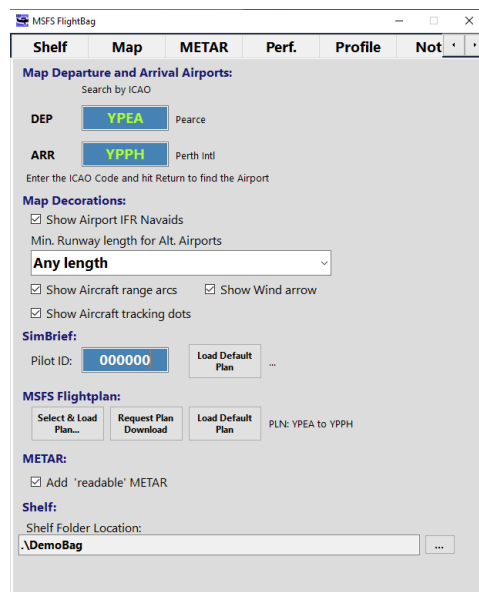 MSFS FlightBag
Shelf Map METAR Perf. Profile Not
Map Departure and Arrival Airports:
Search by ICAO
DEP YPEA Pearce
ARR YPPH Perth Intl
Enter the ICAO Code and hit Return to find the Airport
Map Decorations:
Show Airport IFR Navaids
Min. Runway length for Alt. Airports
Any length
Show Aircraft range arcs Show Wind arrow
Show Aircraft tracking dots
SimBrief:
Pilot ID: 000000 Load Default Plan ...
MSFS Flightplan:
Select & Load Plan... Request Plan Download Load Default Plan PLN: YPEA to YPPH
METAR:
Add 'readable' METAR
Shelf:
Shelf Folder Location:
.\DemoBag ...